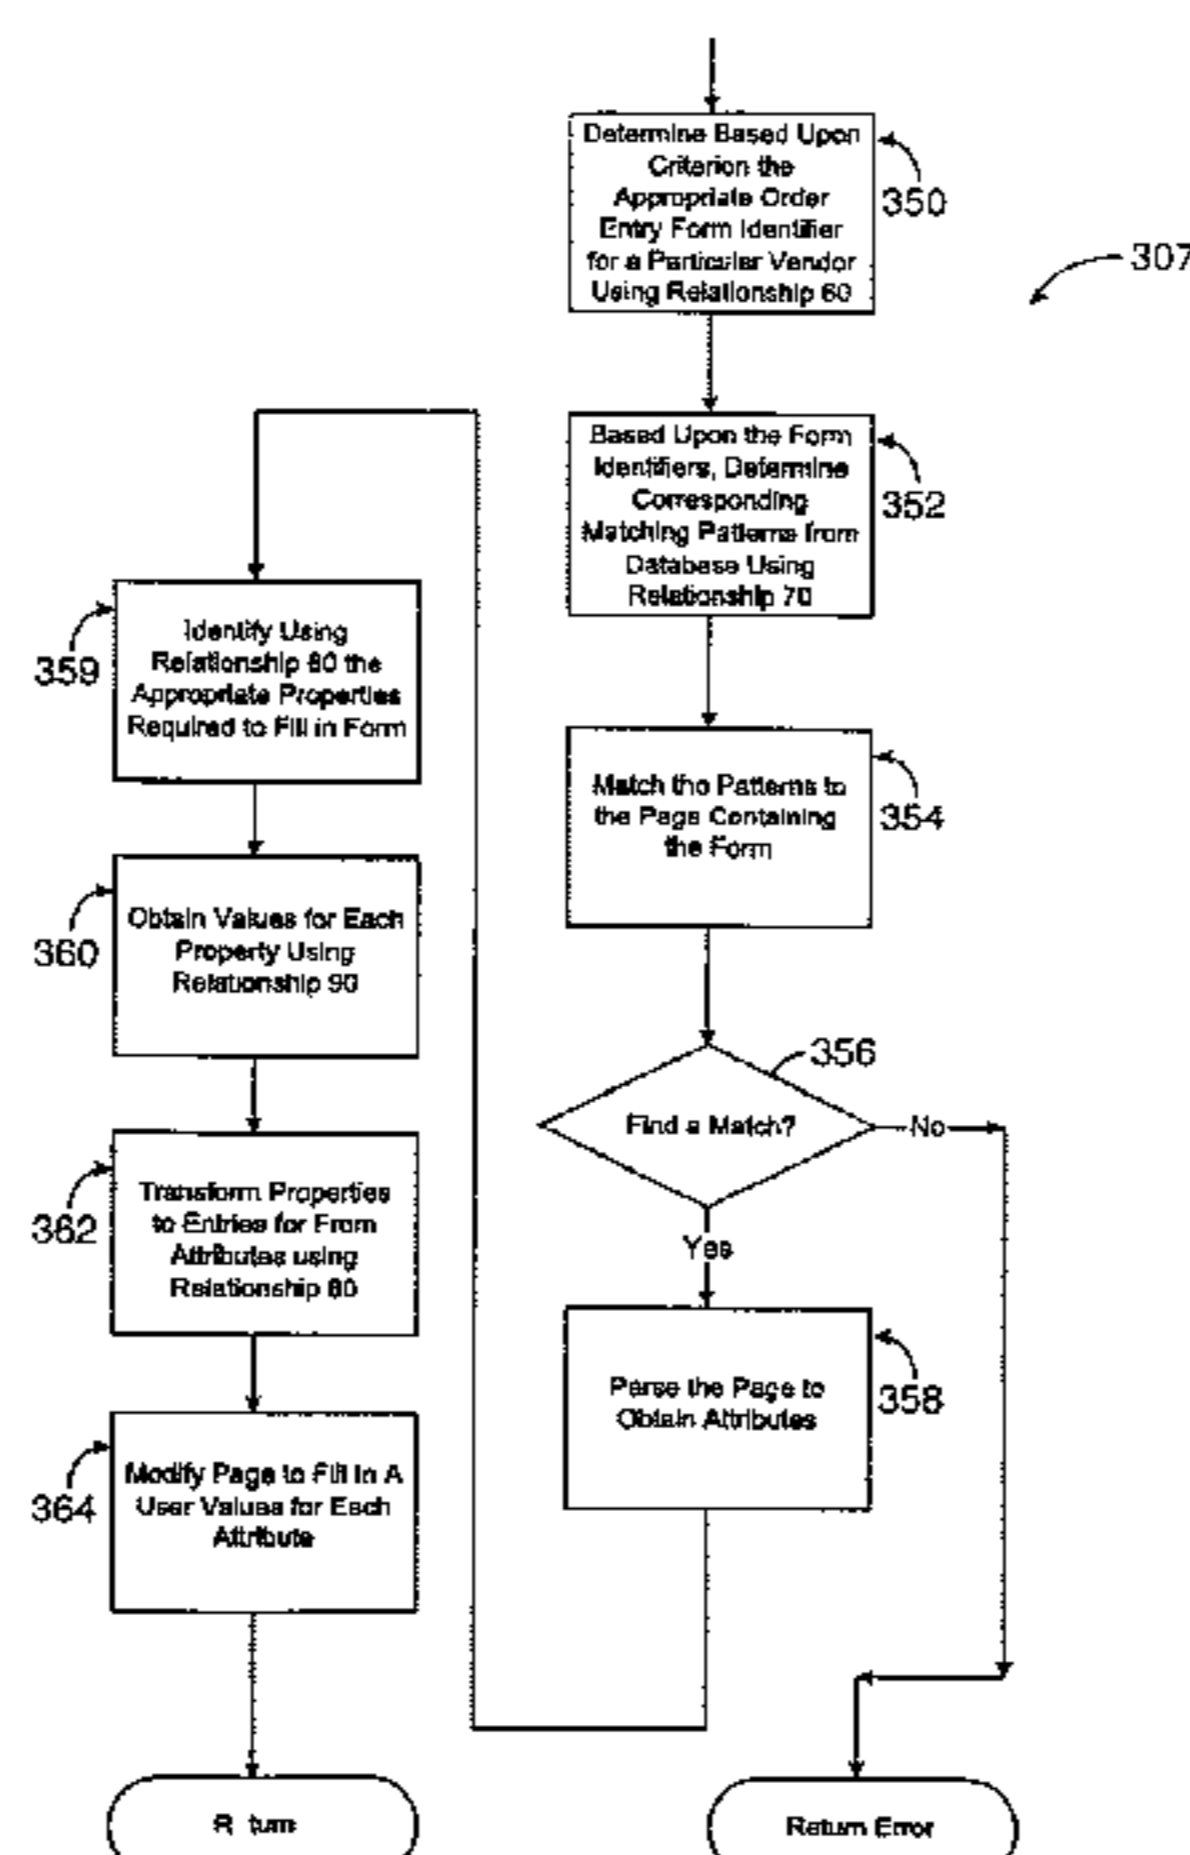 Determine Based Upon
Criterion the
Appropriate Order
Entry Form Identifier
for a Particular Vendor
Using Relationship 60
350
307
Based Upon the Form
Identifiers, Determine
Corresponding
Matching Patterns from
Database Using
Relationship 70
352
Match the Patterns to
the Page Containing
the Form
354
Find a Match?
356
No
Yes
Parse the Page to
Obtain Attributes
358
Identify Using
Relationship 80 the
Appropriate Properties
Required to Fill in Form
359
Obtain Values for Each
Property Using
Relationship 90
360
Transform Properties
to Entries for From
Attributes using
Relationship 80
362
Modify Page to Fill in A
User Values for Each
Attribute
364
R turn
Return Error